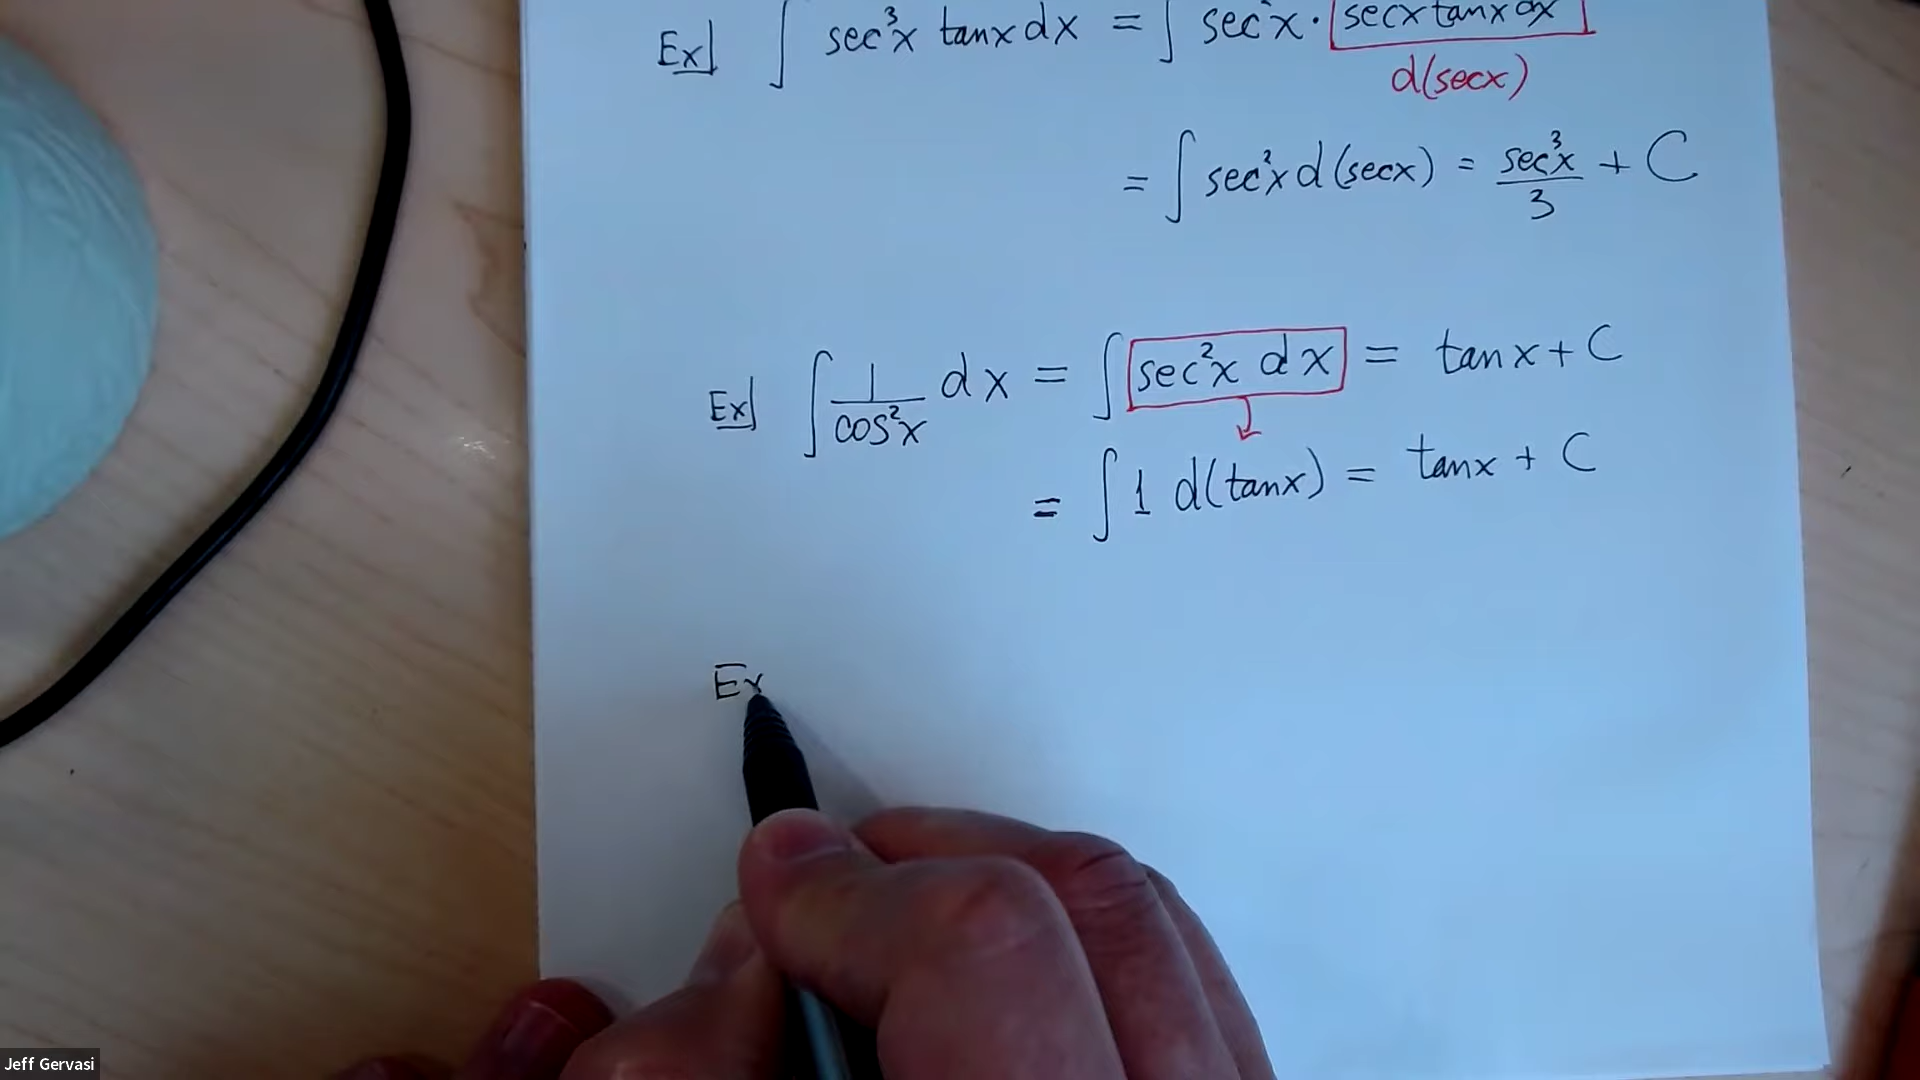 Ex| ∫ sec³x tanx dx = ∫ sec²x · secx tanx dx
d(secx)
= ∫ sec²x d(secx) = sec³x/3 + C
Ex| ∫ 1/cos²x dx = ∫ sec²x dx = tanx + C
= ∫ 1 d(tanx) = tanx + C
Ex
Jeff Gervasi